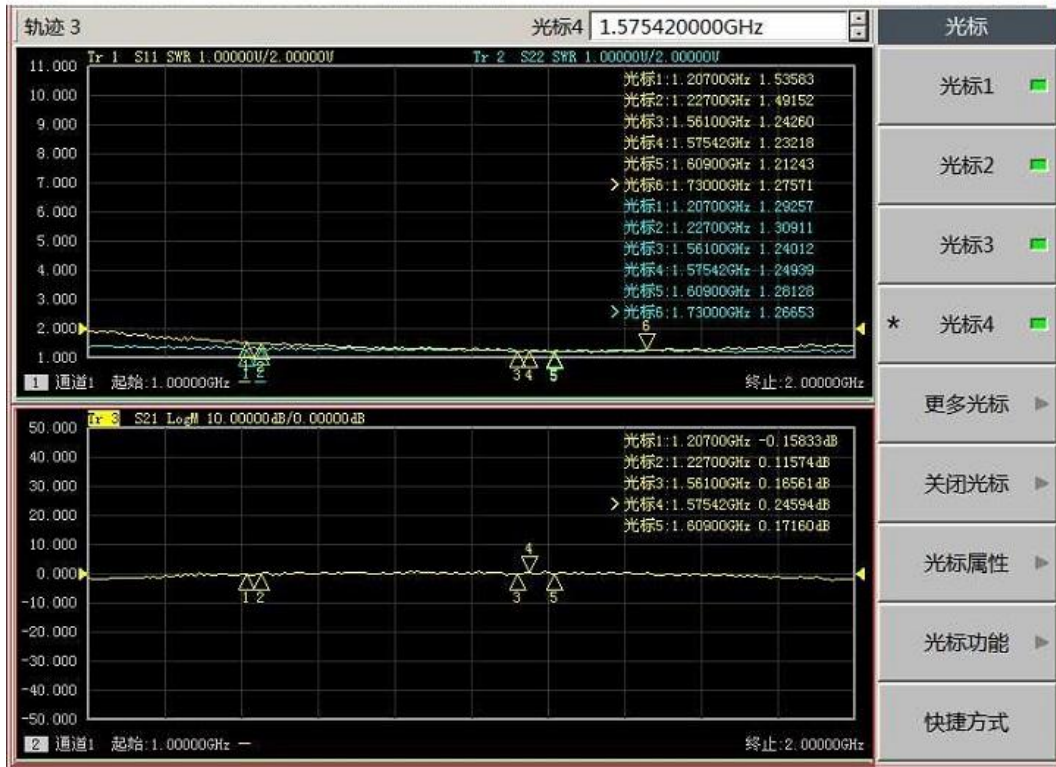 轨迹 3 光标4 1.575420000GHz
Tr 1 S11 SWR 1.00000U/2.00000U Tr 2 S22 SWR 1.00000U/2.00000U
11.000
10.000
9.000
8.000
7.000
6.000
5.000
4.000
3.000
2.000
1.000
光标1:1.20700GHz 1.53583
光标2:1.22700GHz 1.49152
光标3:1.56100GHz 1.24260
光标4:1.57542GHz 1.23218
光标5:1.60900GHz 1.21243
>光标6:1.73000GHz 1.27571
光标1:1.20700GHz 1.29257
光标2:1.22700GHz 1.30911
光标3:1.56100GHz 1.24012
光标4:1.57542GHz 1.24939
光标5:1.60900GHz 1.28128
>光标6:1.73000GHz 1.26653
6
1 2 3 4 5
1 通道1 起始:1.00000GHz 终止:2.00000GHz
Tr 3 S21 LogM 10.00000dB/0.00000dB
50.000
40.000
30.000
20.000
10.000
0.000
-10.000
-20.000
-30.000
-40.000
-50.000
光标1:1.20700GHz -0.15833dB
光标2:1.22700GHz 0.11574dB
光标3:1.56100GHz 0.16561dB
>光标4:1.57542GHz 0.24594dB
光标5:1.60900GHz 0.17160dB
4
1 2 3 5
2 通道1 起始:1.00000GHz 终止:2.00000GHz
光标
光标1
光标2
光标3
* 光标4
更多光标
关闭光标
光标属性
光标功能
快捷方式